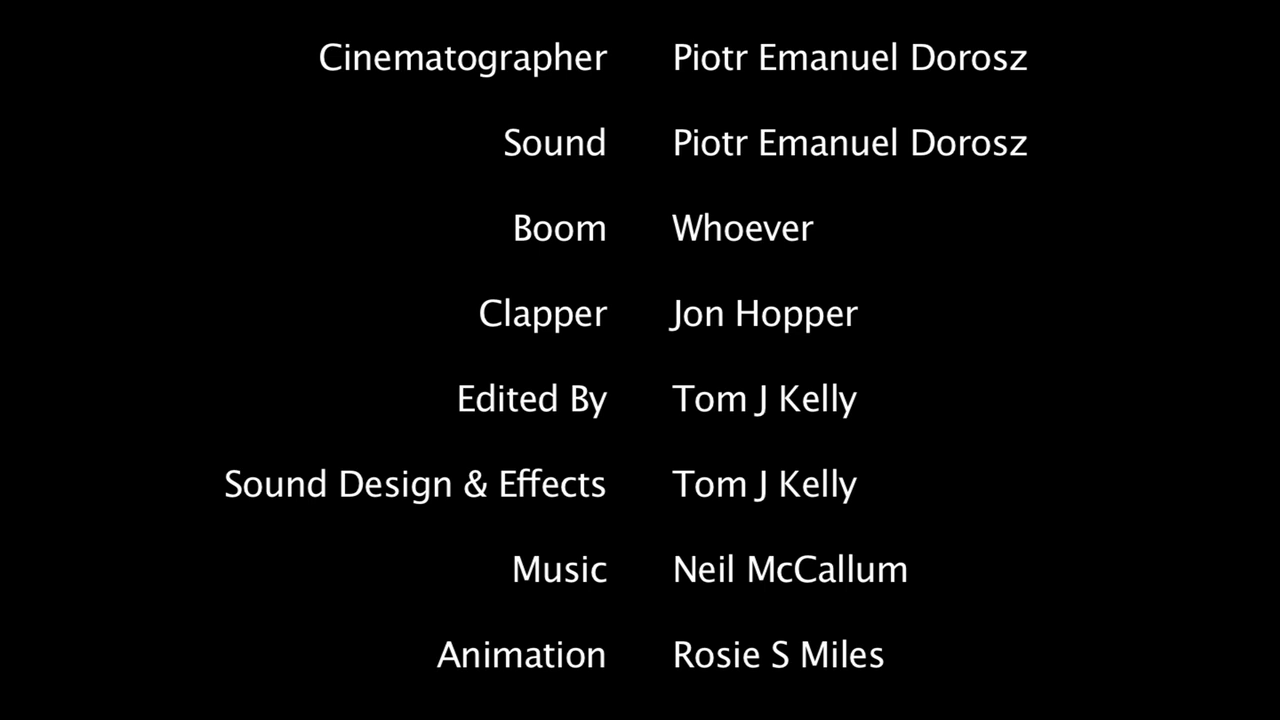 Cinematographer Piotr Emanuel Dorosz
Sound Piotr Emanuel Dorosz
Boom Whoever
Clapper Jon Hopper
Edited By Tom J Kelly
Sound Design & Effects Tom J Kelly
Music Neil McCallum
Animation Rosie S Miles